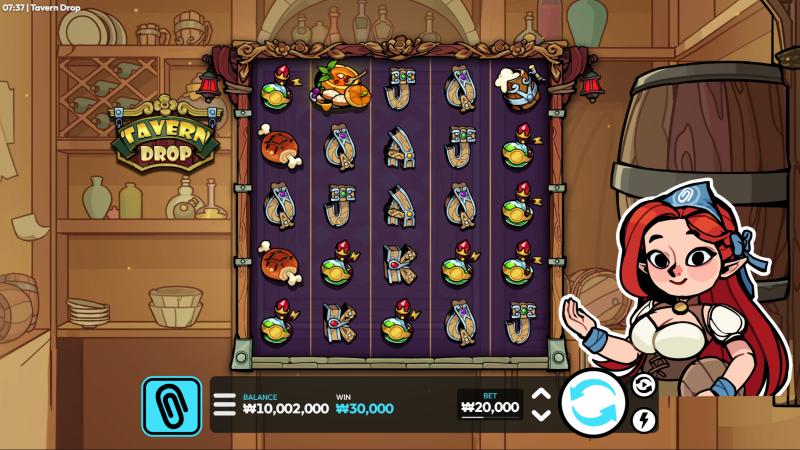 07:37 | Tavern Drop
TAVERN
DROP
J
Q
Q
A
J
Q
J
A
Q
K
K
Q
J
BALANCE
₩10,002,000
WIN
₩30,000
BET
₩20,000